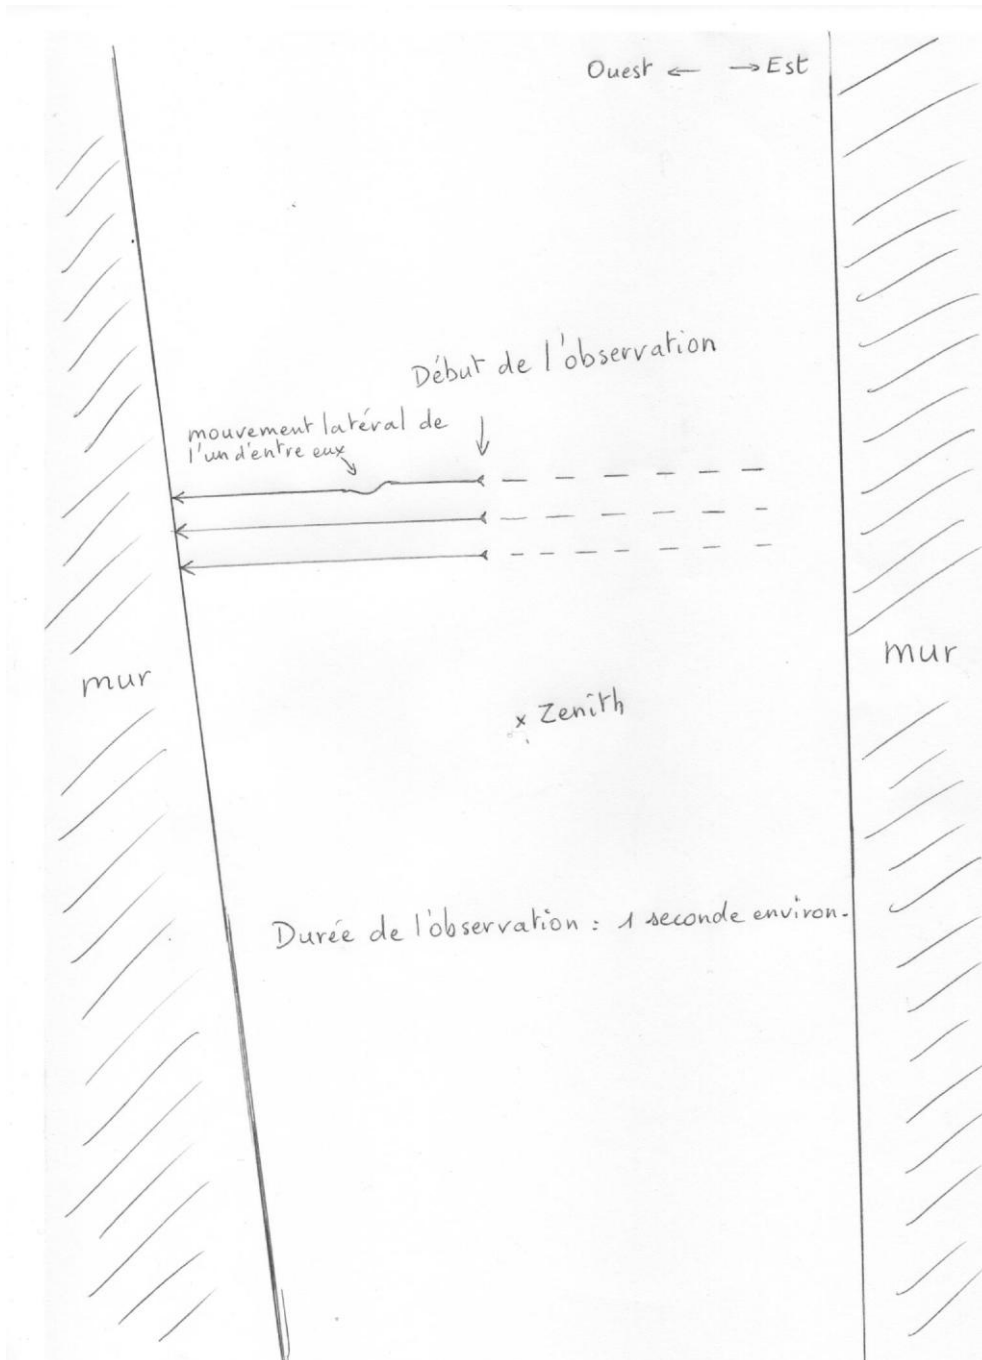 Ouest ← → Est
Début de l'observation
mouvement latéral de
l'un d'entre eux
mur
mur
x Zenith
Durée de l'observation : 1 seconde environ.